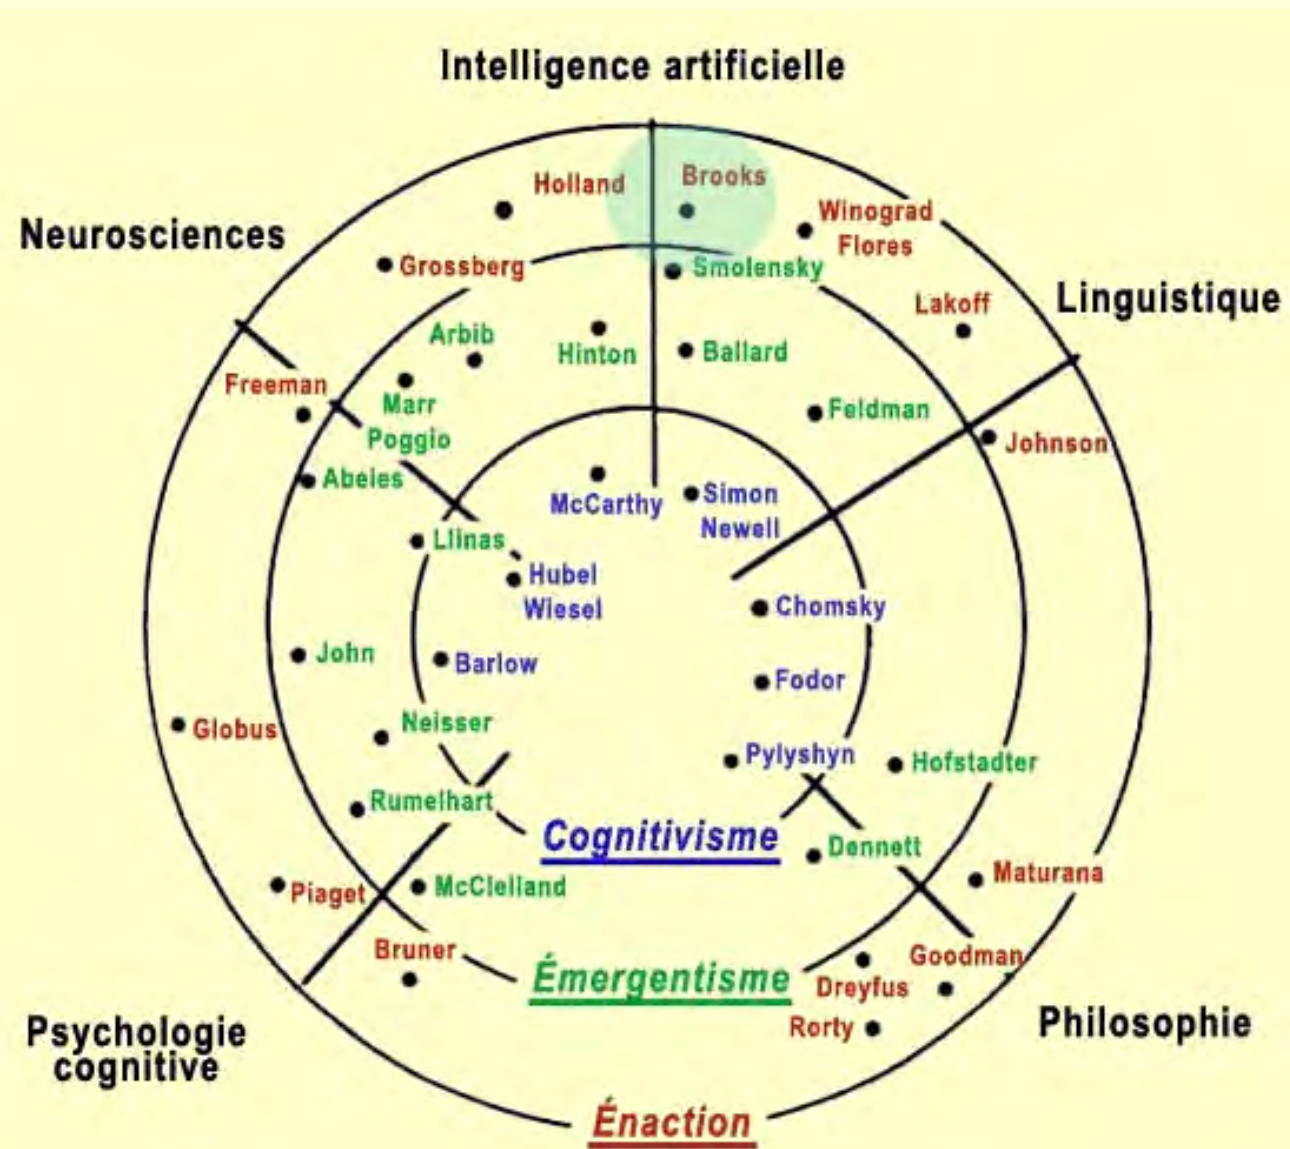 Intelligence artificielle
Neurosciences
Linguistique
Holland
Brooks
Winograd
Flores
Grossberg
Smolensky
Lakoff
Arbib
Hinton
Ballard
Freeman
Marr
Poggio
Feldman
Johnson
Abeles
McCarthy
Simon
Newell
Llinas
Hubel
Wiesel
Chomsky
John
Barlow
Fodor
Globus
Neisser
Pylyshyn
Hofstadter
Rumelhart
Cognitivisme
Dennett
Piaget
McClelland
Maturana
Bruner
Émergentisme
Goodman
Dreyfus
Rorty
Psychologie
cognitive
Philosophie
Énaction